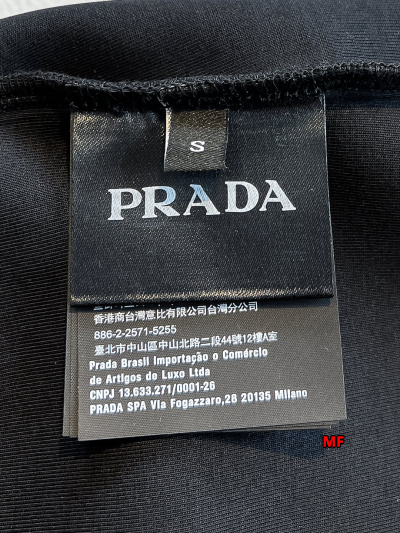 S
PRADA
香港商台灣意比有限公司台灣分公司
886-2-2571-5255
臺北市中山區中山北路二段44號12樓A室
Prada Brasil Importação o Comércio
de Artigos de Luxo Ltda
CNPJ 13.633.271/0001-26
PRADA SPA Via Fogazzaro,28 20135 Milano
MF